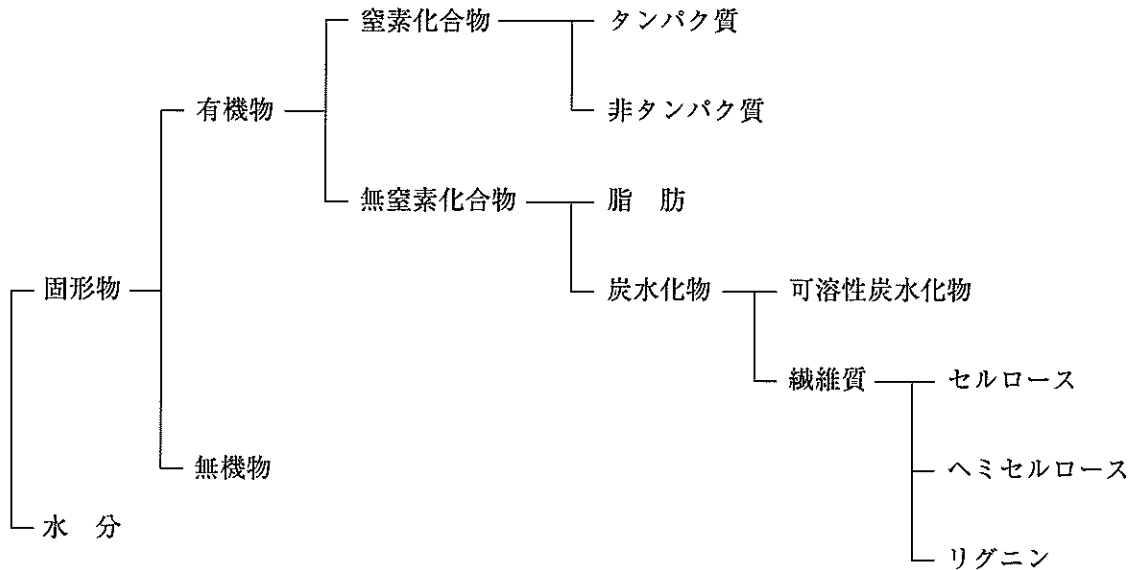 窒素化合物 タンパク質
有機物 非タンパク質
無窒素化合物 脂 肪
固形物 炭水化物 可溶性炭水化物
繊維質 セルロース
無機物 ヘミセルロース
水 分
リグニン